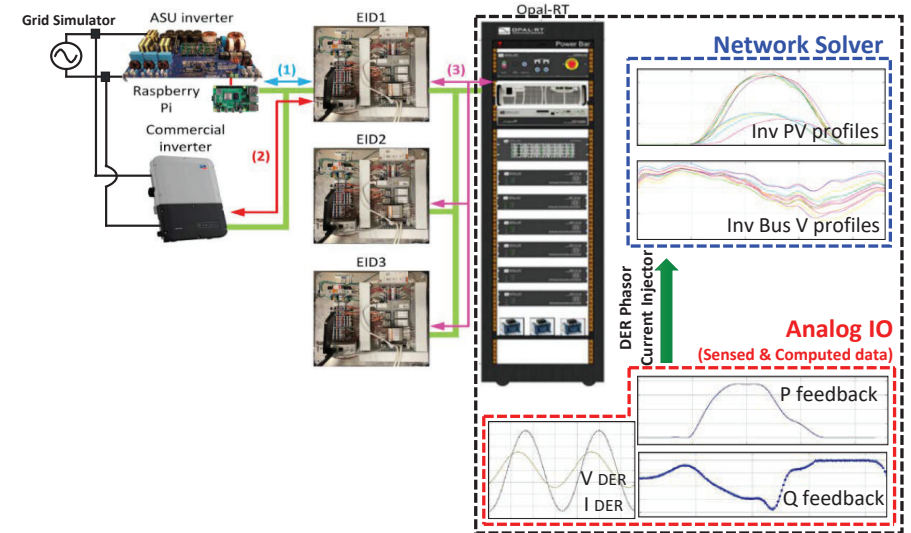 Grid Simulator
ASU inverter
EID1
Opal-RT
OPAL-RT
Power Bar
(1)
(3)
Raspberry
Pi
Commercial
inverter
(2)
EID2
EID3
Network Solver
Inv PV profiles
Inv Bus V profiles
DER Phasor
Current Injector
Analog IO
(Sensed & Computed data)
P feedback
V DER
I DER
Q feedback